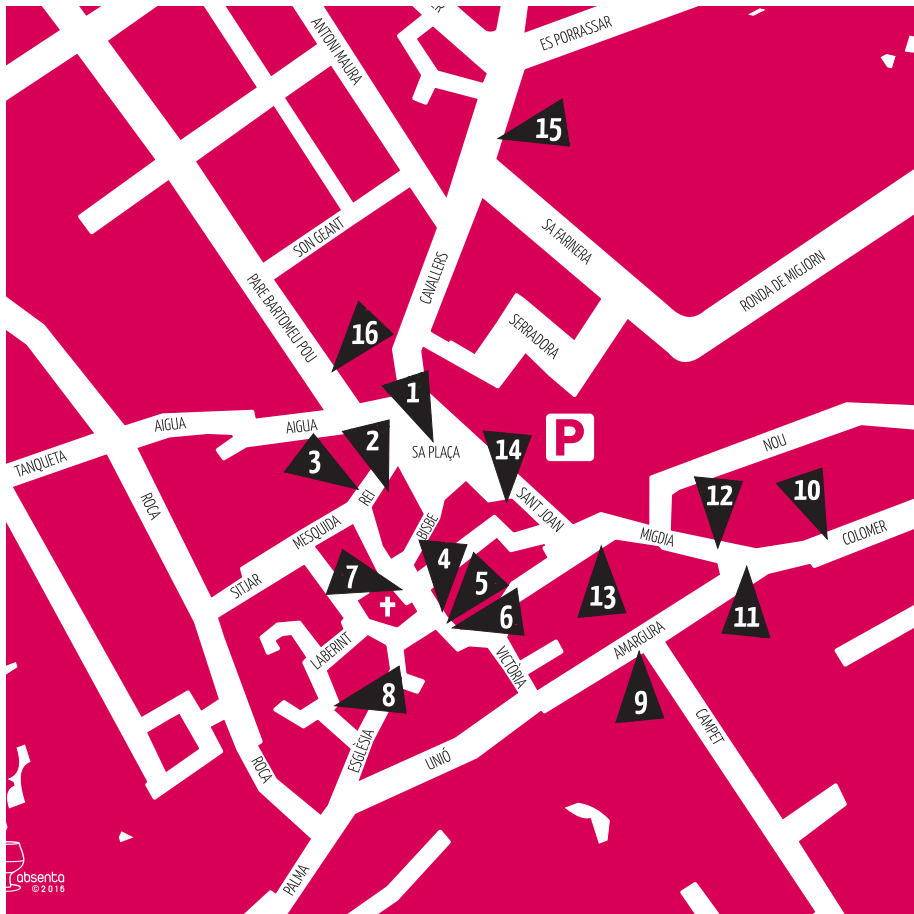 ANTONI MAURA
ES PORRASSAR
15
SON GEANT
SA FARINERA
CAVALLERS
RONDA DE MIGJORN
PARE BARTOMEU POU
16
SERRADORA
1
AIGUA
AIGUA
2
3
SA PLAÇA
14
P
TANQUETA
NOU
ROCA
REI
SANT JOAN
12
10
MESQUIDA
BISBE
MIGDIA
COLOMER
SITJAR
7
4
5
6
13
11
LABERINT
VICTÒRIA
AMARGURA
8
9
ESGLÈSIA
CAMPET
UNIÓ
ROCA
PALMA
absenta
©2016